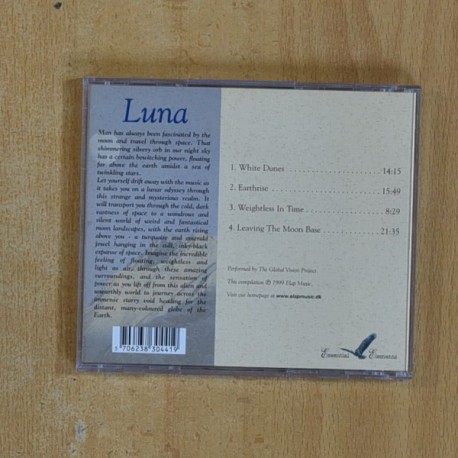 Luna
Man has always been fascinated by the
moon and travel through space. That
shimmering silvery orb in our night sky
has a certain bewitching power, floating
far above the earth amidst a sea of
twinkling stars.
Let yourself drift away with the music as
it takes you on a lunar odyssey through
this strange and mysterious realm. It
will transport you through the cold, dark
vastness of space to a wondrous and
silent world of weird and fantastical
moon landscapes, with the earth rising
above you – a turquoise and emerald
jewel hanging in the still, inky-black
expanse of space. Imagine the incredible
feeling of floating, weightless and
light as air, through these amazing
surroundings, and the sensation of
power as you lift off from this alien and
unearthly world to journey across the
immense starry void heading for the
distant, many-coloured globe of the
Earth.
5 706238 304419
1. White Dunes 14:15
2. Earthrise 15:49
3. Weightless In Time 8:29
4. Leaving The Moon Base 21:35
Performed by The Global Vision Project
This compilation ℗ 1999 Elap Music.
Visit our homepage on www.elapmusic.dk
Essential Elements